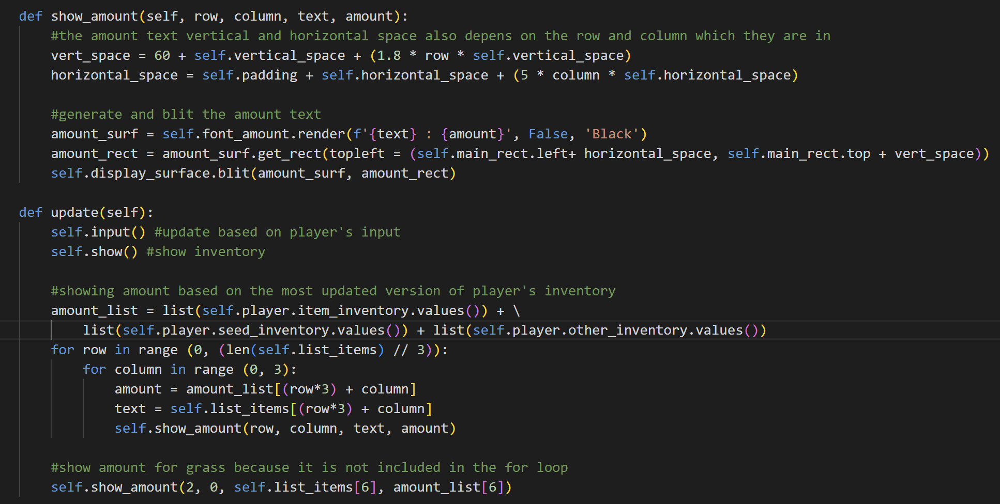 def show_amount(self, row, column, text, amount):
    #the amount text vertical and horizontal space also depens on the row and column which they are in
    vert_space = 60 + self.vertical_space + (1.8 * row * self.vertical_space)
    horizontal_space = self.padding + self.horizontal_space + (5 * column * self.horizontal_space)

    #generate and blit the amount text
    amount_surf = self.font_amount.render(f'{text} : {amount}', False, 'Black')
    amount_rect = amount_surf.get_rect(topleft = (self.main_rect.left+ horizontal_space, self.main_rect.top + vert_space))
    self.display_surface.blit(amount_surf, amount_rect)

def update(self):
    self.input() #update based on player's input
    self.show() #show inventory

    #showing amount based on the most updated version of player's inventory
    amount_list = list(self.player.item_inventory.values()) + \
        list(self.player.seed_inventory.values()) + list(self.player.other_inventory.values())
    for row in range (0, (len(self.list_items) // 3)):
        for column in range (0, 3):
            amount = amount_list[(row*3) + column]
            text = self.list_items[(row*3) + column]
            self.show_amount(row, column, text, amount)

    #show amount for grass because it is not included in the for loop
    self.show_amount(2, 0, self.list_items[6], amount_list[6])